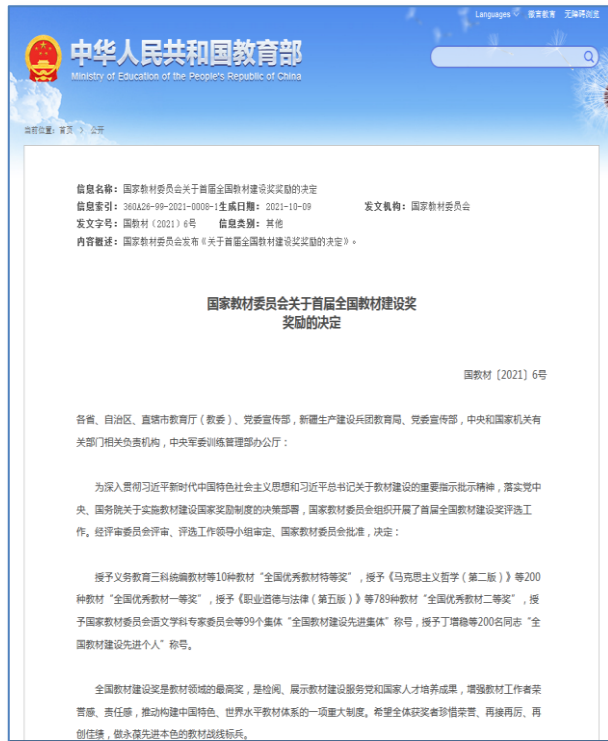 Languages 微言教育 无障碍浏览
中华人民共和国教育部
Ministry of Education of the People's Republic of China
当前位置：首页 > 公开
信息名称：国家教材委员会关于首届全国教材建设奖奖励的决定
信息索引：360A26-99-2021-0008-1 生成日期：2021-10-09 发文机构：国家教材委员会
发文字号：国教材〔2021〕6号 信息类别：其他
内容概述：国家教材委员会发布《关于首届全国教材建设奖奖励的决定》。
国家教材委员会关于首届全国教材建设奖
奖励的决定
国教材〔2021〕6号
各省、自治区、直辖市教育厅（教委）、党委宣传部，新疆生产建设兵团教育局、党委宣传部，中央和国家机关有
关部门相关负责机构，中央军委训练管理部办公厅：
为深入贯彻习近平新时代中国特色社会主义思想和习近平总书记关于教材建设的重要指示批示精神，落实党中
央、国务院关于实施教材建设国家奖励制度的决策部署，国家教材委员会组织开展了首届全国教材建设奖评选工
作。经评审委员会评审、评选工作领导小组审定、国家教材委员会批准，决定：
授予义务教育三科统编教材等10种教材“全国优秀教材特等奖”，授予《马克思主义哲学（第二版）》等200
种教材“全国优秀教材一等奖”，授予《职业道德与法律（第五版）》等789种教材“全国优秀教材二等奖”，授
予国家教材委员会语文学科专家委员会等99个集体“全国教材建设先进集体”称号，授予丁增稳等200名同志“全
国教材建设先进个人”称号。
全国教材建设奖是教材领域的最高奖，是检阅、展示教材建设服务党和国家人才培养成果，增强教材工作者荣
誉感、责任感，推动构建中国特色、世界水平教材体系的一项重大制度。希望全体获奖者珍惜荣誉、再接再厉、再
创佳绩，做永葆先进本色的教材战线标兵。